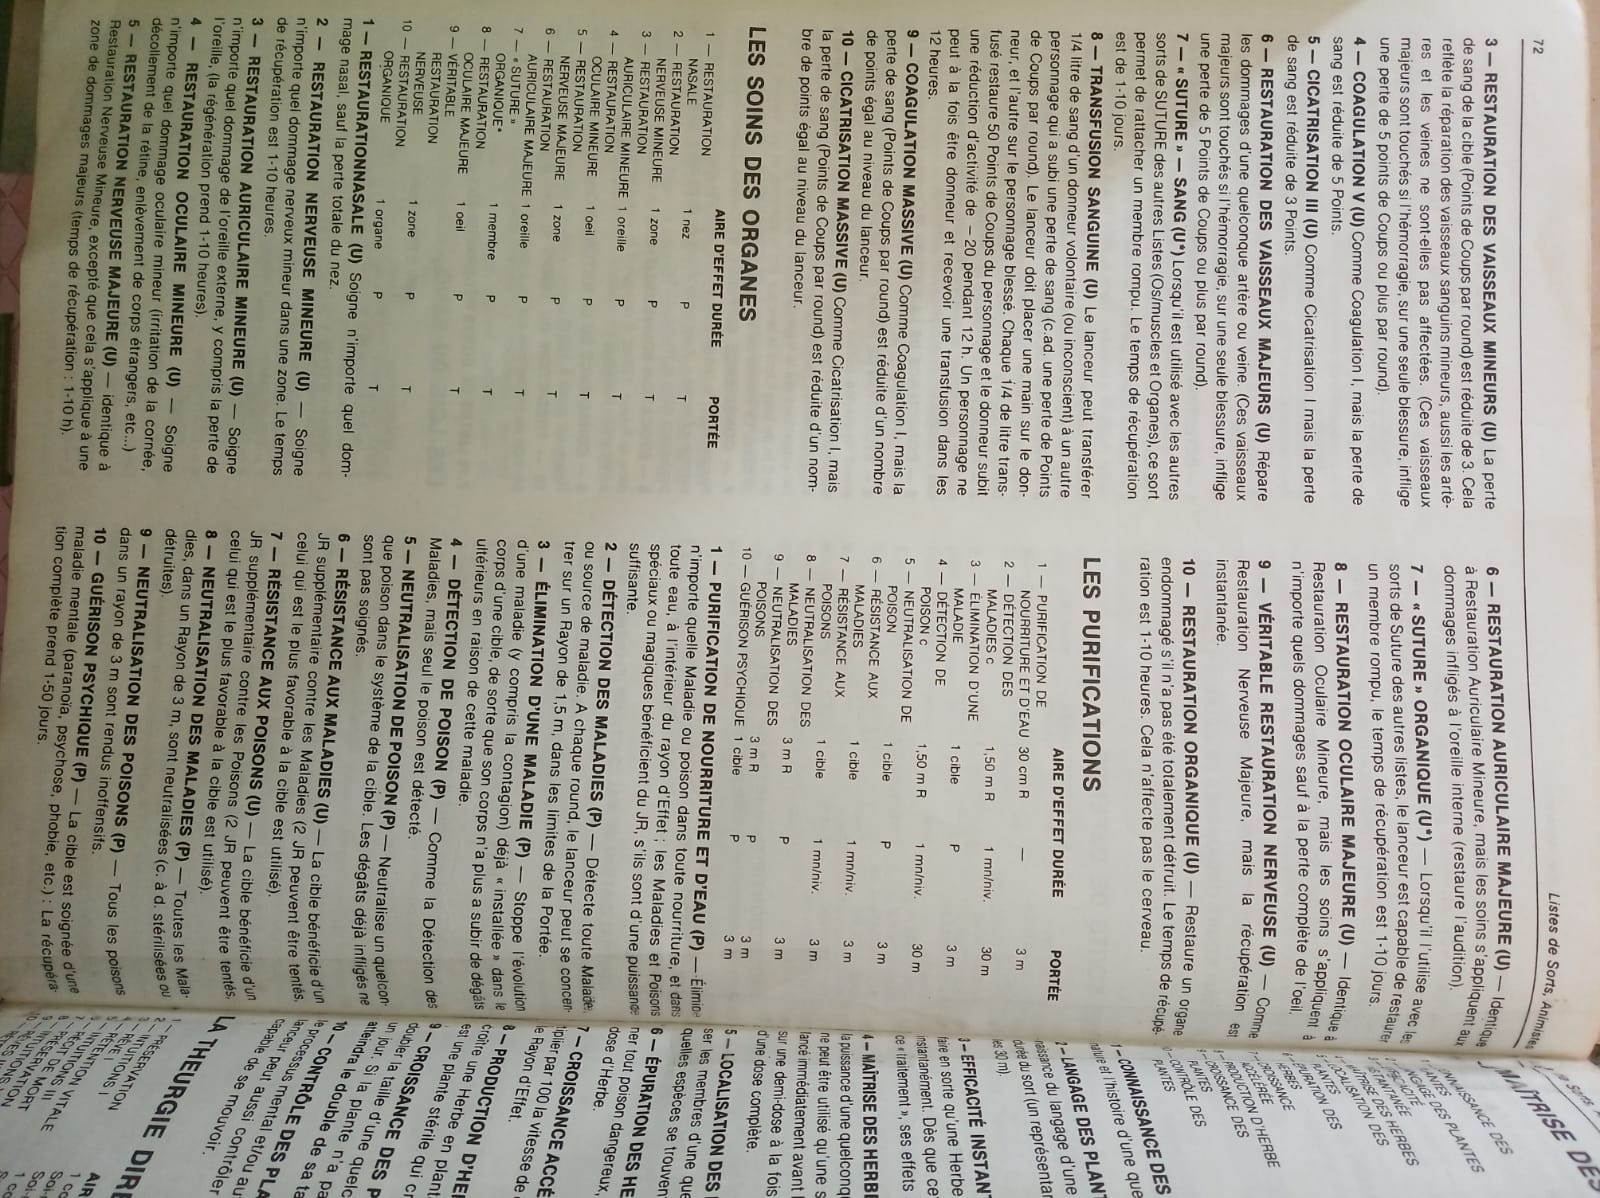 72
Listes de Sorts, Animistes
3 — RESTAURATION DES VAISSEAUX MINEURS (U) La perte
de sang de la cible (Points de Coups par round) est réduite de 3. Cela
reflète la réparation des vaisseaux sanguins mineurs, aussi les artè-
res et les veines ne sont-elles pas affectées. (Ces vaisseaux
majeurs sont touchés si l'hémorragie, sur une seule blessure, inflige
une perte de 5 points de Coups ou plus par round).
4 — COAGULATION V (U) Comme Coagulation I, mais la perte de
sang est réduite de 5 Points.
5 — CICATRISATION III (U) Comme Cicatrisation I mais la perte
de sang est réduite de 3 Points.
6 — RESTAURATION DES VAISSEAUX MAJEURS (U) Répare
les dommages d'une quelconque artère ou veine. (Ces vaisseaux
majeurs sont touchés si l'hémorragie, sur une seule blessure, inflige
une perte de 5 Points de Coups ou plus par round).
7 — « SUTURE » — SANG (U*) Lorsqu'il est utilisé avec les autres
sorts de SUTURE des autres Listes (Os/muscles et Organes), ce sort
permet de rattacher un membre rompu. Le temps de récupération
est de 1-10 jours.
8 — TRANSFUSION SANGUINE (U) Le lanceur peut transférer
1/4 litre de sang d'un donneur volontaire (ou inconscient) à un autre
personnage qui a subi une perte de sang (c.ad. une perte de Points
de Coups par round). Le lanceur doit placer une main sur le don-
neur, et l'autre sur le personnage blessé. Chaque 1/4 de litre trans-
fusé restaure 50 Points de Coups du personnage et le donneur subit
une réduction d'activité de – 20 pendant 12 h. Un personnage ne
peut à la fois être donneur et recevoir une transfusion dans les
12 heures.
9 — COAGULATION MASSIVE (U) Comme Coagulation I, mais la
perte de sang (Points de Coups par round) est réduite d'un nombre
de points égal au niveau du lanceur.
10 — CICATRISATION MASSIVE (U) Comme Cicatrisation I, mais
la perte de sang (Points de Coups par round) est réduite d'un nom-
bre de points égal au niveau du lanceur.
LES SOINS DES ORGANES
AIRE D'EFFET DURÉE PORTÉE
1 — RESTAURATION
NASALE 1 nez P T
2 — RESTAURATION
NERVEUSE MINEURE 1 zone P T
3 — RESTAURATION
AURICULAIRE MINEURE 1 oreille P T
4 — RESTAURATION
OCULAIRE MINEURE 1 oeil P T
5 — RESTAURATION
NERVEUSE MAJEURE 1 zone P T
6 — RESTAURATION
AURICULAIRE MAJEURE 1 oreille P T
7 — « SUTURE »
ORGANIQUE* 1 membre P T
8 — RESTAURATION
OCULAIRE MAJEURE 1 oeil P T
9 — VÉRITABLE
RESTAURATION
NERVEUSE 1 zone P T
10 — RESTAURATION
ORGANIQUE 1 organe P T
1 — RESTAURATIONNASALE (U) Soigne n'importe quel dom-
mage nasal, sauf la perte totale du nez.
2 — RESTAURATION NERVEUSE MINEURE (U) — Soigne
n'importe quel dommage nerveux mineur dans une zone. Le temps
de récupération est 1-10 heures.
3 — RESTAURATION AURICULAIRE MINEURE (U) — Soigne
n'importe quel dommage de l'oreille externe, y compris la perte de
l'oreille, (la régénération prend 1-10 heures).
4 — RESTAURATION OCULAIRE MINEURE (U) — Soigne
n'importe quel dommage oculaire mineur (irritation de la cornée,
décollement de la rétine, enlèvement de corps étrangers, etc...)
5 — RESTAURATION NERVEUSE MAJEURE (U) — identique à
Restauration Nerveuse Mineure, excepté que cela s'applique à une
zone de dommages majeurs (temps de récupération : 1-10 h).
6 — RESTAURATION AURICULAIRE MAJEURE (U) — Identique
à Restauration Auriculaire Mineure, mais les soins s'appliquent aux
dommages infligés à l'oreille interne (restaure l'audition).
7 — « SUTURE » ORGANIQUE (U*) — Lorsqu'il l'utilise avec les
sorts de Suture des autres listes, le lanceur est capable de restaurer
un membre rompu, le temps de récupération est 1-10 jours.
8 — RESTAURATION OCULAIRE MAJEURE (U) — Identique à
Restauration Oculaire Mineure, mais les soins s'appliquent à
n'importe quels dommages sauf à la perte complète de l'oeil.
9 — VÉRITABLE RESTAURATION NERVEUSE (U) — Comme
Restauration Nerveuse Majeure, mais la récupération est
instantanée.
10 — RESTAURATION ORGANIQUE (U) — Restaure un organe
endommagé s'il n'a pas été totalement détruit. Le temps de récupé-
ration est 1-10 heures. Cela n'affecte pas le cerveau.
LES PURIFICATIONS
AIRE D'EFFET DURÉE PORTÉE
1 — PURIFICATION DE
NOURRITURE ET D'EAU 30 cm R — 3 m
2 — DÉTECTION DES
MALADIES c 1,50 m R 1 mn/niv. 30 m
3 — ÉLIMINATION D'UNE
MALADIE 1 cible P 3 m
4 — DÉTECTION DE
POISON c 1,50 m R 1 mn/niv. 30 m
5 — NEUTRALISATION DE
POISON 1 cible P 3 m
6 — RÉSISTANCE AUX
MALADIES 1 cible 1 mn/niv. 3 m
7 — RÉSISTANCE AUX
POISONS 1 cible 1 mn/niv. 3 m
8 — NEUTRALISATION DES
MALADIES 3 m R P 3 m
9 — NEUTRALISATION DES
POISONS 3 m R P 3 m
10 — GUÉRISON PSYCHIQUE 1 cible P 3 m
1 — PURIFICATION DE NOURRITURE ET D'EAU (P) — Élimine
n'importe quelle Maladie ou poison dans toute nourriture, et dans
toute eau, à l'intérieur du rayon d'Effet ; les Maladies et Poisons
spéciaux ou magiques bénéficient du JR, s'ils sont d'une puissance
suffisante.
2 — DÉTECTION DES MALADIES (P) — Détecte toute Maladie,
ou source de maladie. A chaque round, le lanceur peut se concen-
trer sur un Rayon de 1,5 m, dans les limites de la Portée.
3 — ÉLIMINATION D'UNE MALADIE (P) — Stoppe l'évolution
d'une maladie (y compris la contagion) déjà « installée » dans le
corps d'une cible, de sorte que son corps n'a plus a subir de dégâts
ultérieurs en raison de cette maladie.
4 — DÉTECTION DE POISON (P) — Comme la Détection des
Maladies, mais seul le poison est détecté.
5 — NEUTRALISATION DE POISON (P) — Neutralise un quelcon-
que poison dans le système de la cible. Les dégâts déjà infligés ne
sont pas soignés.
6 — RÉSISTANCE AUX MALADIES (U) — La cible bénéficie d'un
JR supplémentaire contre les Maladies (2 JR peuvent être tentés,
celui qui est le plus favorable à la cible est utilisé).
7 — RÉSISTANCE AUX POISONS (U) — La cible bénéficie d'un
JR supplémentaire contre les Poisons (2 JR peuvent être tentés,
celui qui est le plus favorable à la cible est utilisé).
8 — NEUTRALISATION DES MALADIES (P) — Toutes les Mala-
dies, dans un Rayon de 3 m, sont neutralisées (c. à d. stérilisées ou
détruites).
9 — NEUTRALISATION DES POISONS (P) — Tous les poisons
dans un rayon de 3 m sont rendus inoffensifs.
10 — GUÉRISON PSYCHIQUE (P) — La cible est soignée d'une
maladie mentale (paranoïa, psychose, phobie, etc.) : La récupéra-
tion complète prend 1-50 jours.
de Sorts,
MAÎTRISE DES
CONNAISSANCE DES
PLANTES
LANGAGE DES PLANTES
EFFICACITÉ
INSTANTANÉE
MAÎTRISE DES HERBES
5 — LOCALISATION DES
PLANTES
6 — ÉPURATION DES
HERBES
7 — CROISSANCE
ACCÉLÉRÉE
8 — PRODUCTION D'HERBE
9 — CROISSANCE DES
PLANTES
10 — CONTRÔLE DES
PLANTES
1 — CONNAISSANCE DES
nature et l'histoire d'une que
2 — LANGAGE DES PLANT
naissance du langage d'une
durée du sort (un représentan
les 30 m).
3 — EFFICACITÉ INSTANT
faire en sorte qu'une Herbe
instantanément. Dès que ce
ce « traitement », ses effets
4 — MAÎTRISE DES HERBE
la puissance d'une quelconq
ne peut être utilisé qu'une s
lancé immédiatement avant l
sur une demi-dose à la fois
d'une dose complète.
5 — LOCALISATION DES
ser les membres d'une que
quelles espèces se trouven
6 — ÉPURATION DES HE
ner tout poison dangereux,
dose d'Herbe.
7 — CROISSANCE ACCÉ
tiplier par 100 la vitesse de
le Rayon d'Effet.
8 — PRODUCTION D'HE
croître une Herbe en plant
est une plante stérile qui cr
9 — CROISSANCE DES P
doubler la taille d'une quelc
un jour. Si la plante n'a pa
atteindra le double de sa ta
10 — CONTRÔLE DES PLA
le processus mental et/ou aut
lanceur peut aussi contrôler
capable de se mouvoir.
LA THEURGIE DIRE
AIR
1 — PRÉSERVATION 1 co
2 — INTUITIONS I Soi-
3 — RÊVE I Soi-
4 — RÉTENTION VITALE 1 c
5 — INTUITIONS III Soi-
6 — RÉCIT DE MORT
7 — PRÉSERVATION
8 — INTUITIONS
9 — RÊVES